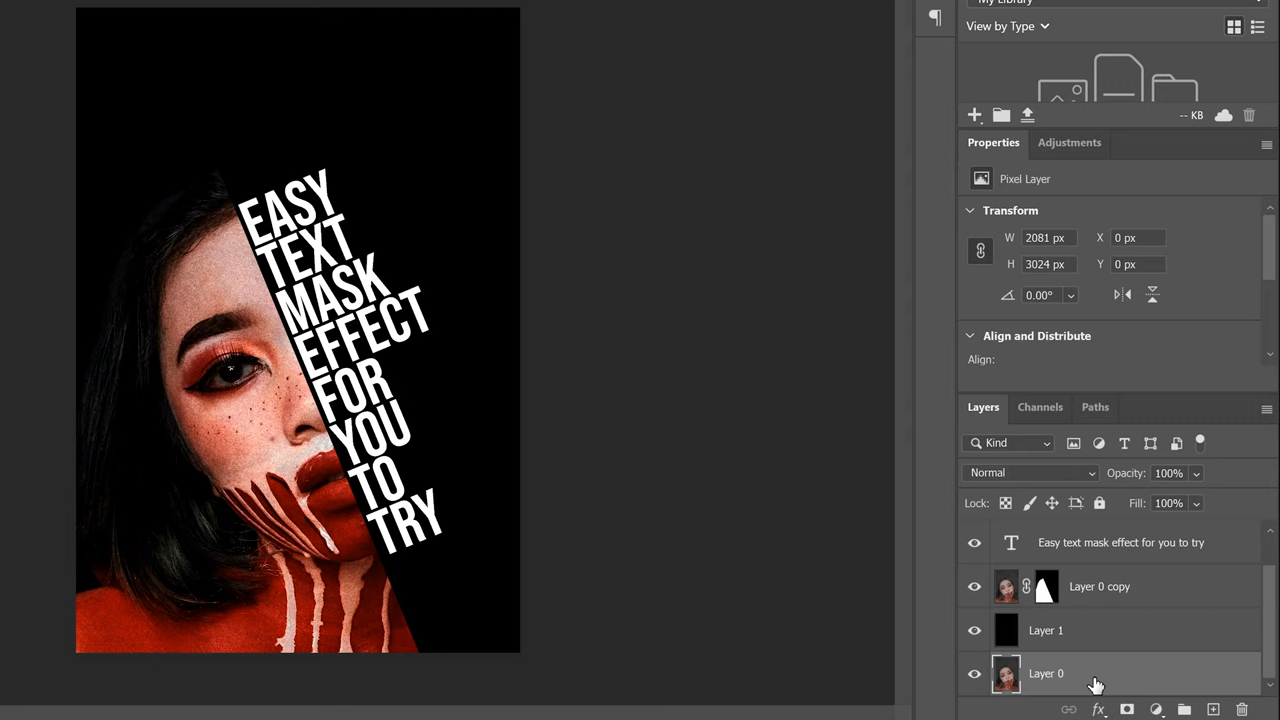 My Library
View by Type
-- KB
Properties
Adjustments
Pixel Layer
Transform
W 2081 px X 0 px
H 3024 px Y 0 px
0.00°
Align and Distribute
Align:
Layers
Channels
Paths
Kind
Normal
Opacity: 100%
Lock:
Fill: 100%
T Easy text mask effect for you to try
Layer 0 copy
Layer 1
Layer 0
fx
EASY
TEXT
MASK
EFFECT
FOR
YOU
TO
TRY